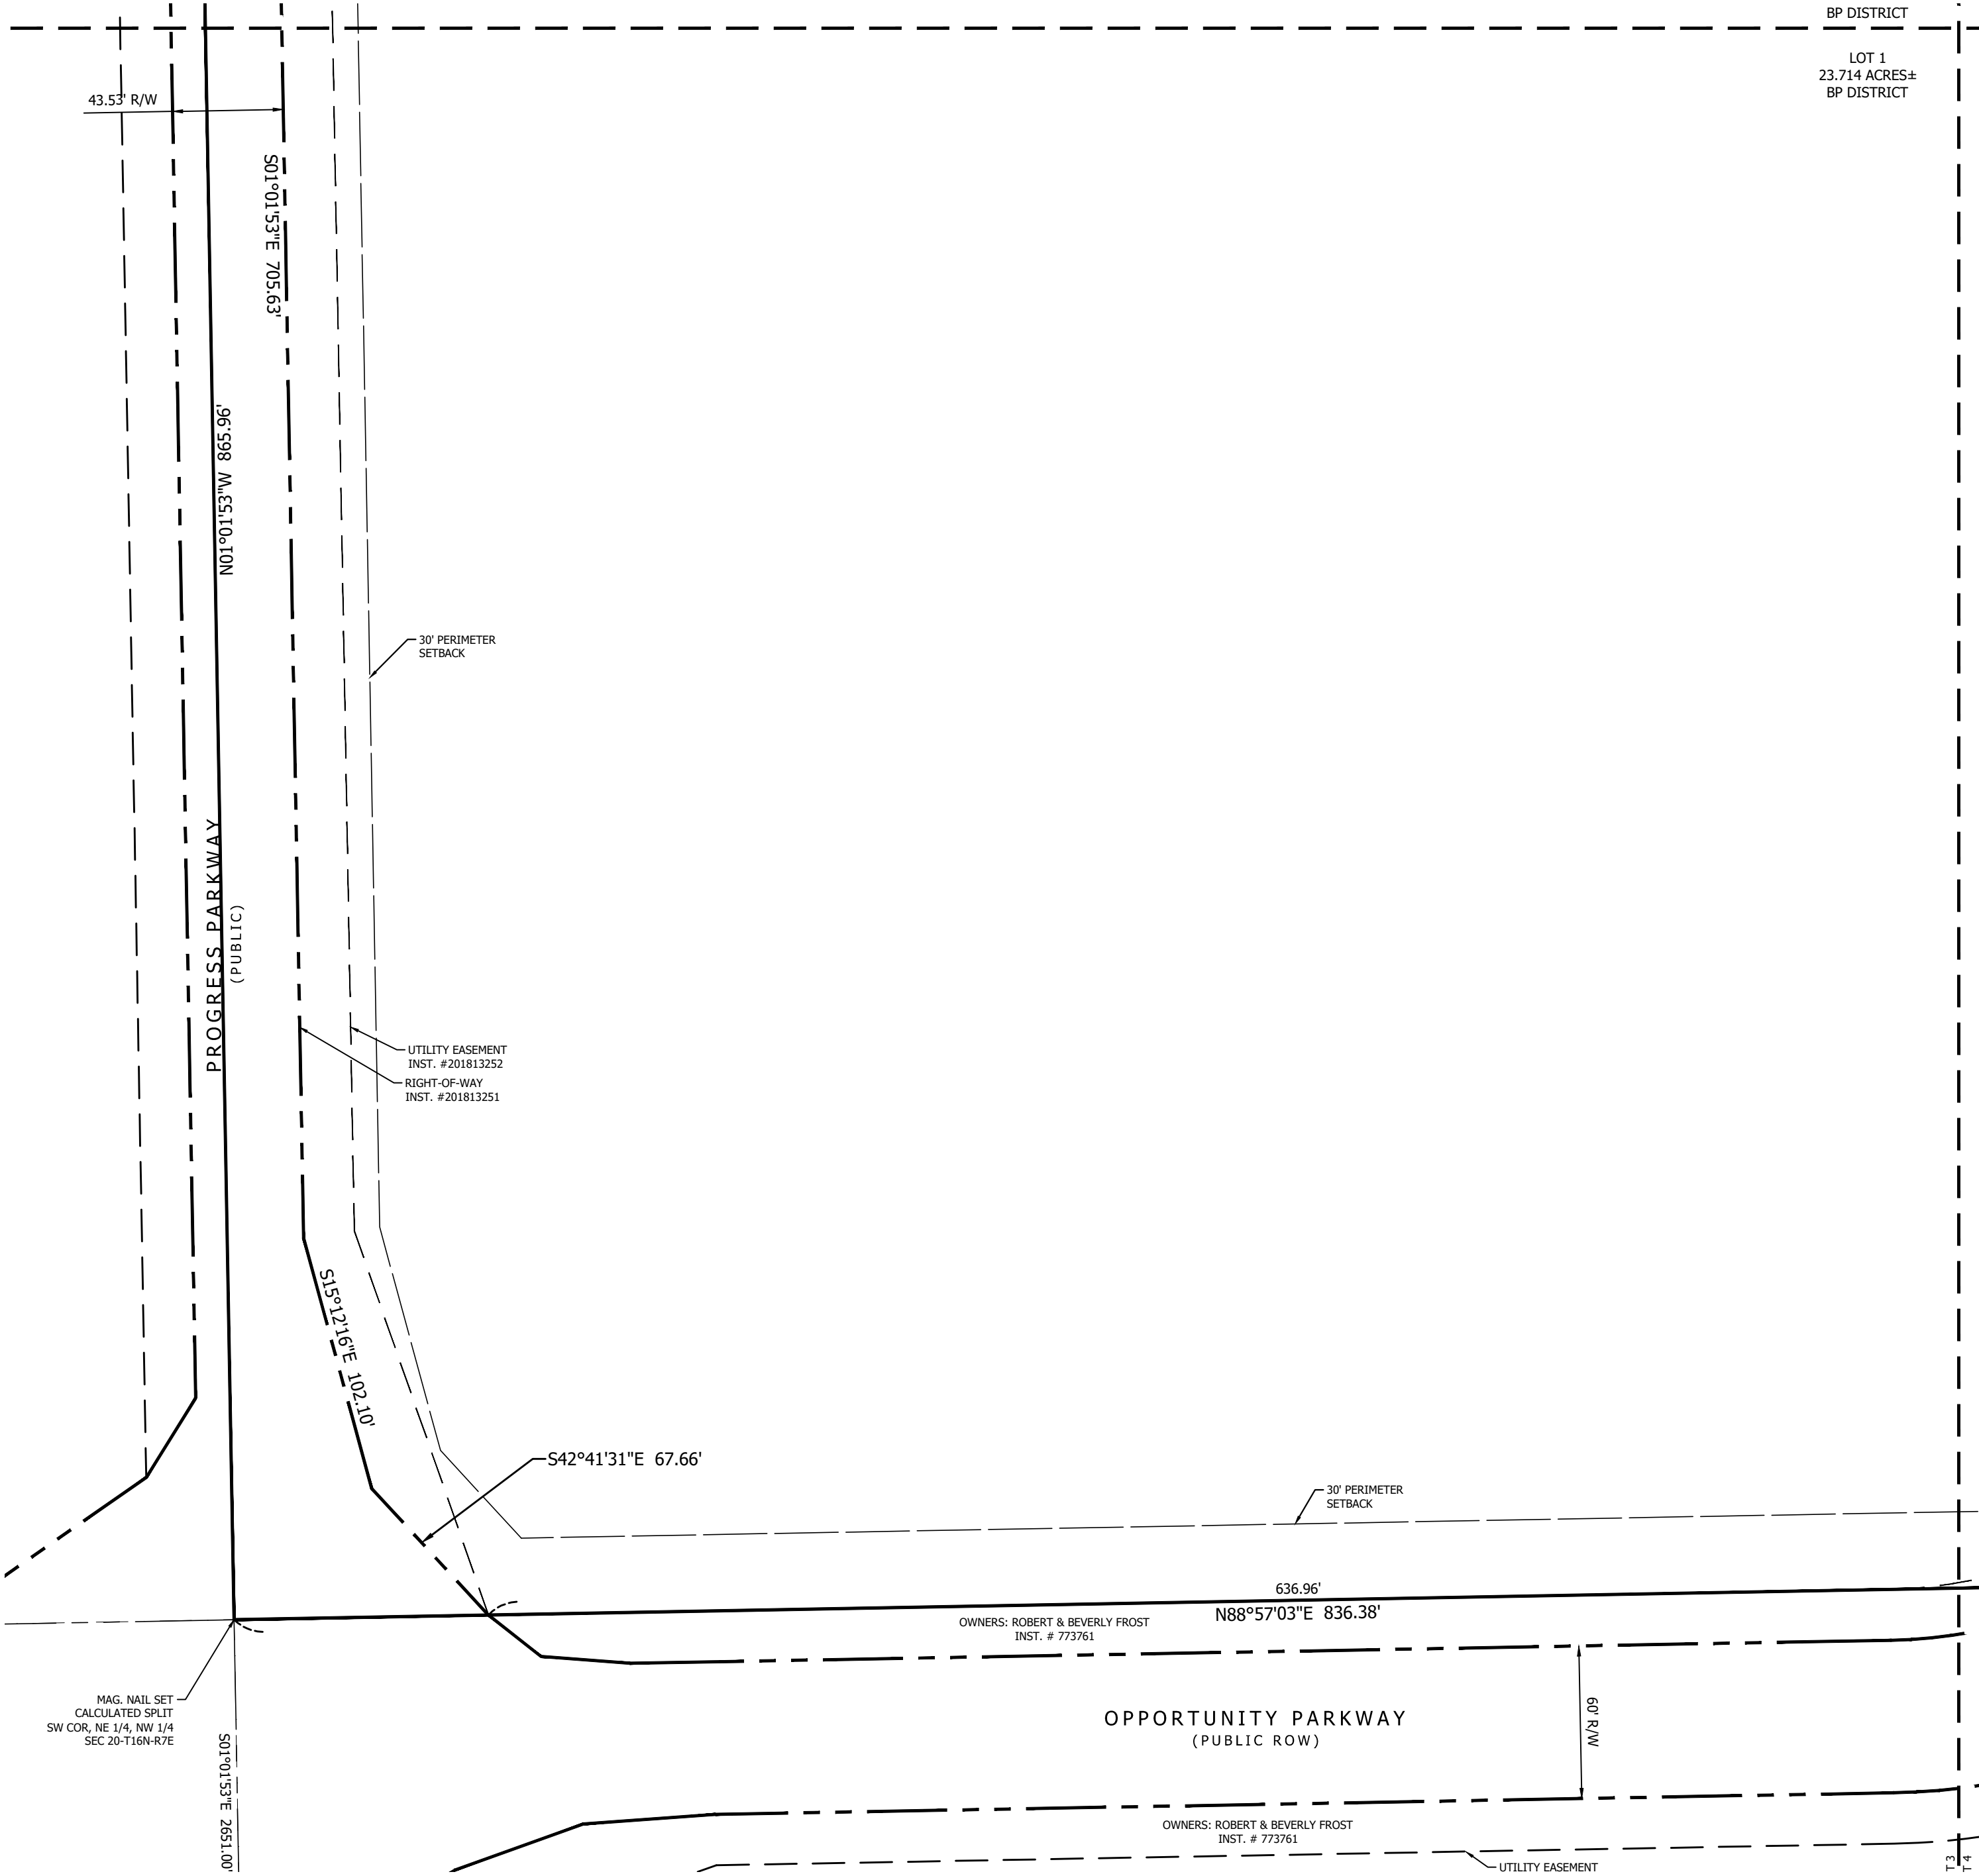 BP DISTRICT
LOT 1
23.714 ACRES±
BP DISTRICT
43.53' R/W
S01°01'53"E 705.63'
N01°01'53"W 865.96'
30' PERIMETER
SETBACK
PROGRESS PARKWAY
(PUBLIC)
UTILITY EASEMENT
INST. #201813252
RIGHT-OF-WAY
INST. #201813251
S15°12'16"E 102.10'
S42°41'31"E 67.66'
30' PERIMETER
SETBACK
636.96'
N88°57'03"E 836.38'
OWNERS: ROBERT & BEVERLY FROST
INST. # 773761
MAG. NAIL SET
CALCULATED SPLIT
SW COR, NE 1/4, NW 1/4
SEC 20-T16N-R7E
S01°01'53"E 2651.00'
OPPORTUNITY PARKWAY
(PUBLIC ROW)
60' R/W
OWNERS: ROBERT & BEVERLY FROST
INST. # 773761
UTILITY EASEMENT
T 3
T 4